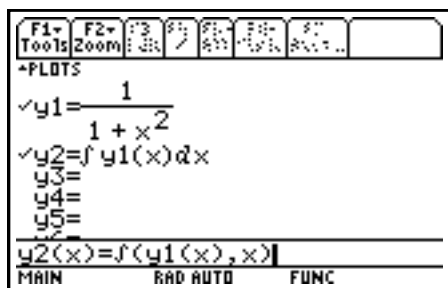 F1▾ Tools F2▾ Zoom
▴PLOTS
✓y1=1/(1 + x^2)
✓y2=∫y1(x)dx
y3=
y4=
y5=
y2(x)=∫(y1(x),x)
MAIN RAD AUTO FUNC